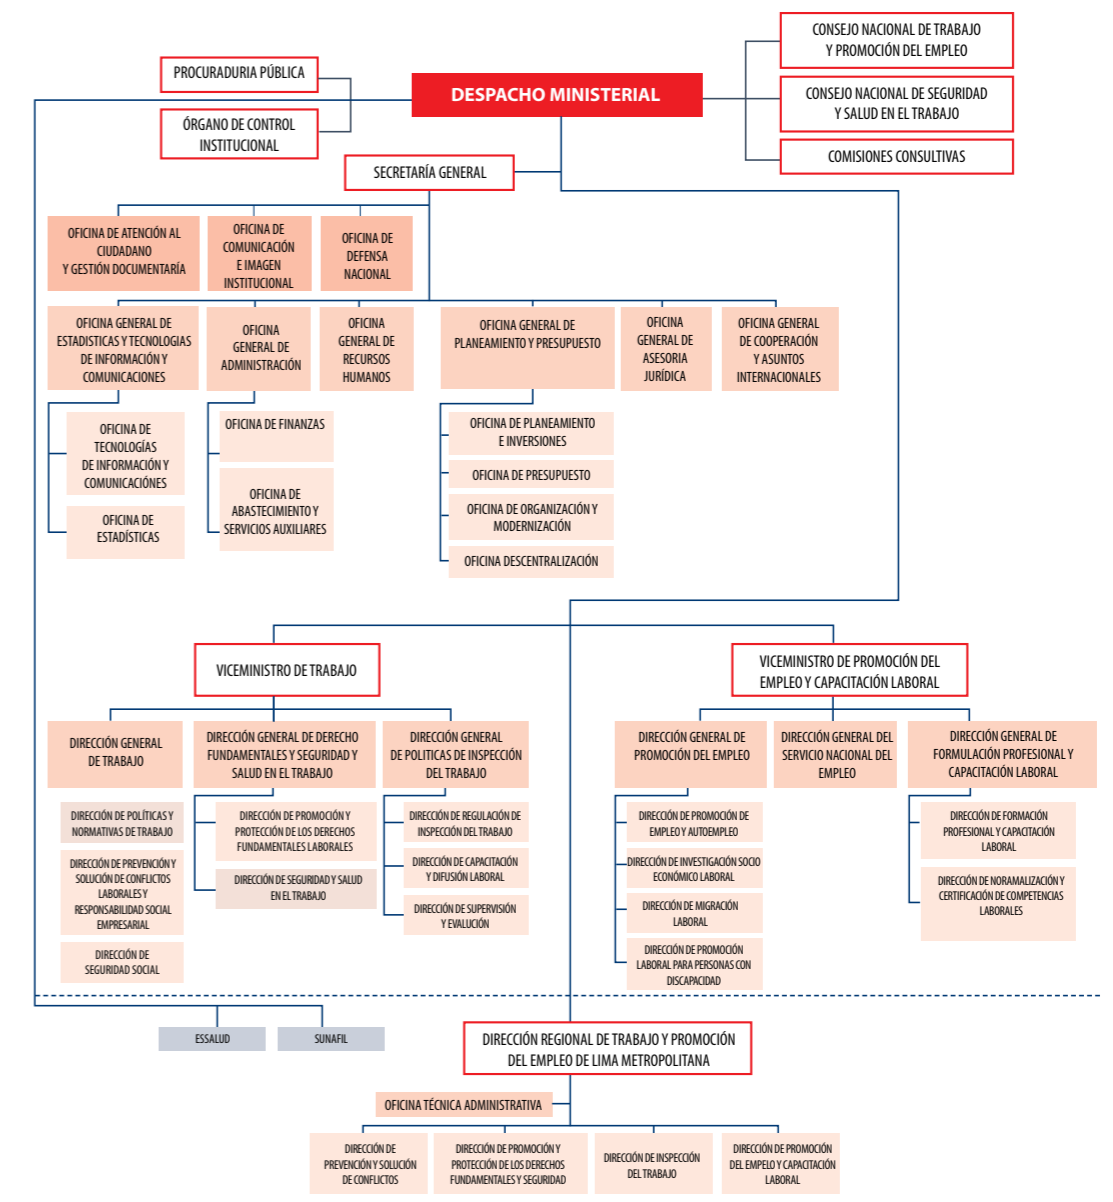 CONSEJO NACIONAL DE TRABAJO
Y PROMOCIÓN DEL EMPLEO
PROCURADURIA PÚBLICA
DESPACHO MINISTERIAL
CONSEJO NACIONAL DE SEGURIDAD
Y SALUD EN EL TRABAJO
ÓRGANO DE CONTROL
INSTITUCIONAL
COMISIONES CONSULTIVAS
SECRETARÍA GENERAL
OFICINA DE ATENCIÓN AL
CIUDADANO
Y GESTIÓN DOCUMENTARÍA
OFICINA DE
COMUNICACIÓN
E IMAGEN
INSTITUCIONAL
OFICINA DE
DEFENSA
NACIONAL
OFICINA GENERAL DE
ESTADISTICAS Y TECNOLOGIAS
DE INFORMACIÓN Y
COMUNICACIONES
OFICINA
GENERAL DE
ADMINISTRACIÓN
OFICINA
GENERAL DE
RECURSOS
HUMANOS
OFICINA GENERAL DE
PLANEAMIENTO Y PRESUPUESTO
OFICINA
GENERAL DE
ASESORIA
JURÍDICA
OFICINA GENERAL
DE COOPERACIÓN
Y ASUNTOS
INTERNACIONALES
OFICINA DE
TECNOLOGÍAS
DE INFORMACIÓN Y
COMUNICACIÓNES
OFICINA DE
ESTADÍSTICAS
OFICINA DE FINANZAS
OFICINA DE
ABASTECIMIENTO Y
SERVICIOS AUXILIARES
OFICINA DE PLANEAMIENTO
E INVERSIONES
OFICINA DE PRESUPUESTO
OFICINA DE ORGANIZACIÓN Y
MODERNIZACIÓN
OFICINA DESCENTRALIZACIÓN
VICEMINISTRO DE TRABAJO
VICEMINISTRO DE PROMOCIÓN DEL
EMPLEO Y CAPACITACIÓN LABORAL
DIRECCIÓN GENERAL
DE TRABAJO
DIRECCIÓN GENERAL DE DERECHO
FUNDAMENTALES Y SEGURIDAD Y
SALUD EN EL TRABAJO
DIRECCIÓN GENERAL
DE POLITICAS DE INSPECCIÓN
DEL TRABAJO
DIRECCIÓN GENERAL DE
PROMOCIÓN DEL EMPLEO
DIRECCIÓN GENERAL DEL
SERVICIO NACIONAL DEL
EMPLEO
DIRECCIÓN GENERAL DE
FORMULACIÓN PROFESIONAL Y
CAPACITACIÓN LABORAL
DIRECCIÓN DE POLÍTICAS Y
NORMATIVAS DE TRABAJO
DIRECCIÓN DE PREVENCIÓN Y
SOLUCIÓN DE CONFLICTOS
LABORALES Y
RESPONSABILIDAD SOCIAL
EMPRESARIAL
DIRECCIÓN DE
SEGURIDAD SOCIAL
DIRECCIÓN DE PROMOCIÓN Y
PROTECCIÓN DE LOS DERECHOS
FUNDAMENTALES LABORALES
DIRECCIÓN DE SEGURIDAD Y SALUD
EN EL TRABAJO
DIRECCIÓN DE REGULACIÓN DE
INSPECCIÓN DEL TRABAJO
DIRECCIÓN DE CAPACITACIÓN
Y DIFUSIÓN LABORAL
DIRECCIÓN DE SUPERVISIÓN
Y EVALUCIÓN
DIRECCIÓN DE PROMOCIÓN DE
EMPLEO Y AUTOEMPLEO
DIRECCIÓN DE INVESTIGACIÓN SOCIO
ECONÓMICO LABORAL
DIRECCIÓN DE MIGRACIÓN
LABORAL
DIRECCIÓN DE PROMOCIÓN
LABORAL PARA PERSONAS CON
DISCAPACIDAD
DIRECCIÓN DE FORMACIÓN
PROFESIONAL Y CAPACITACIÓN
LABORAL
DIRECCIÓN DE NORAMALIZACIÓN Y
CERTIFICACIÓN DE COMPETENCIAS
LABORALES
ESSALUD
SUNAFIL
DIRECCIÓN REGIONAL DE TRABAJO Y PROMOCIÓN
DEL EMPLEO DE LIMA METROPOLITANA
OFICINA TÉCNICA ADMINISTRATIVA
DIRECCIÓN DE
PREVENCIÓN Y SOLUCIÓN
DE CONFLICTOS
DIRECCIÓN DE PROMOCIÓN Y
PROTECCIÓN DE LOS DERECHOS
FUNDAMENTALES Y SEGURIDAD
DIRECCIÓN DE INSPECCIÓN
DEL TRABAJO
DIRECCIÓN DE PROMOCIÓN
DEL EMPELO Y CAPACITACIÓN
LABORAL